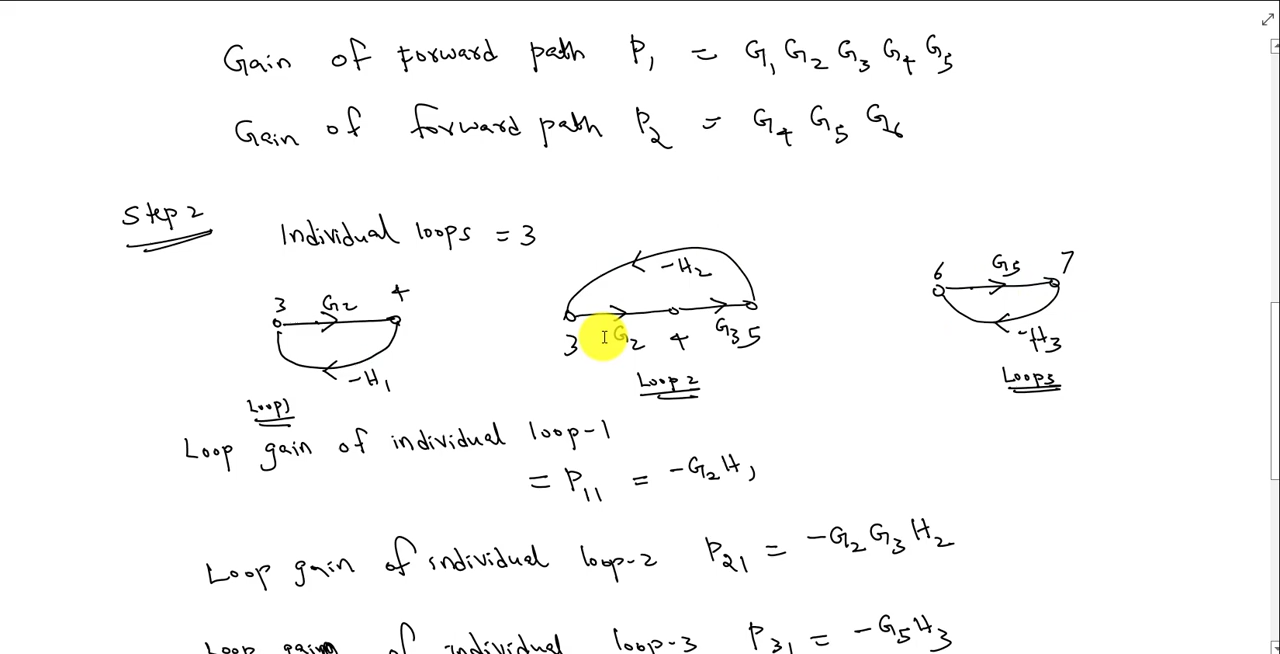 Gain of forward path P₁ = G₁ G₂ G₃ G₄ G₅
Gain of forward path P₂ = G₄ G₅ G₆
Step 2
Individual loops = 3
-H₂
6 G₅ 7
3 G₂ 4
3 G₂ 4 G₃ 5
-H₃
-H₁
Loop1
Loop 2
Loop3
Loop gain of individual loop-1
= P₁₁ = -G₂H₁
Loop gain of individual loop-2 P₂₁ = -G₂ G₃ H₂
Loop gain of individual loop-3 P₃₁ = -G₅H₃